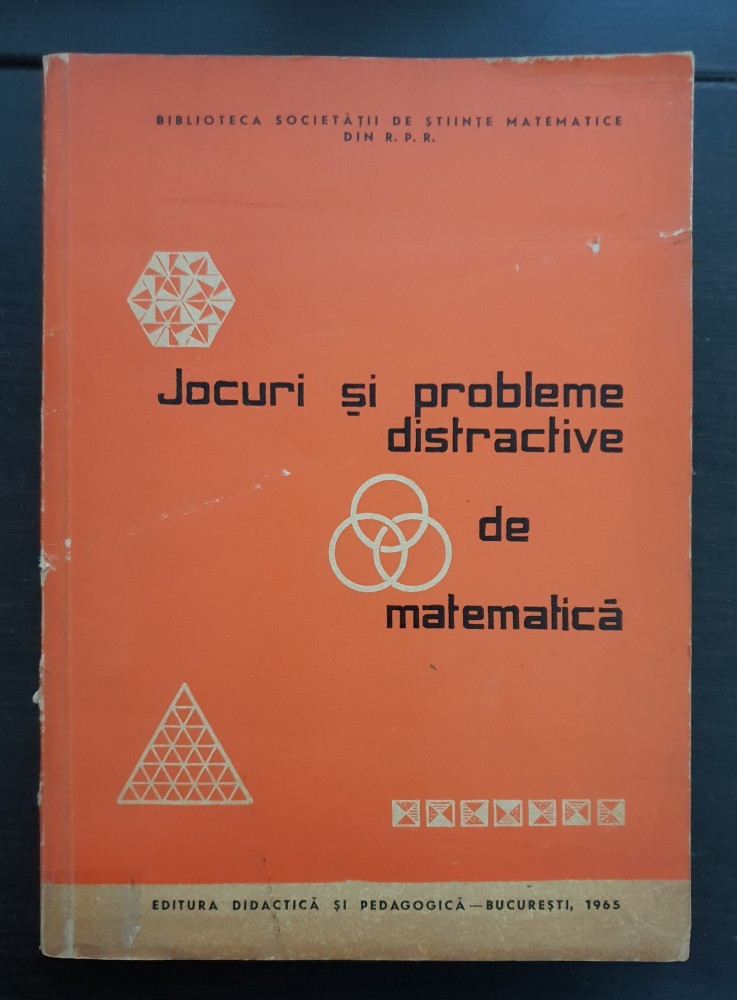 BIBLIOTECA SOCIETĂȚII DE ȘTIINȚE MATEMATICE
DIN R. P. R.
Jocuri și probleme
distractive
de
matematică
EDITURA DIDACTICĂ ȘI PEDAGOGICĂ — BUCUREȘTI, 1965